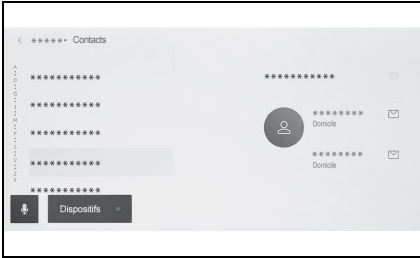 < ∗∗∗∗∗• Contacts
A
D
G
J
M
P
S
U
Z
∗∗∗∗∗∗∗∗∗∗∗
∗∗∗∗∗∗∗∗∗∗∗
∗∗∗∗∗∗∗∗∗∗∗
∗∗∗∗∗∗∗∗∗∗∗
∗∗∗∗∗∗∗∗∗∗∗
Dispositifs
∗∗∗∗∗∗∗∗∗∗∗
∗∗∗∗∗∗∗∗
Domicile
∗∗∗∗∗∗∗∗
Domicile